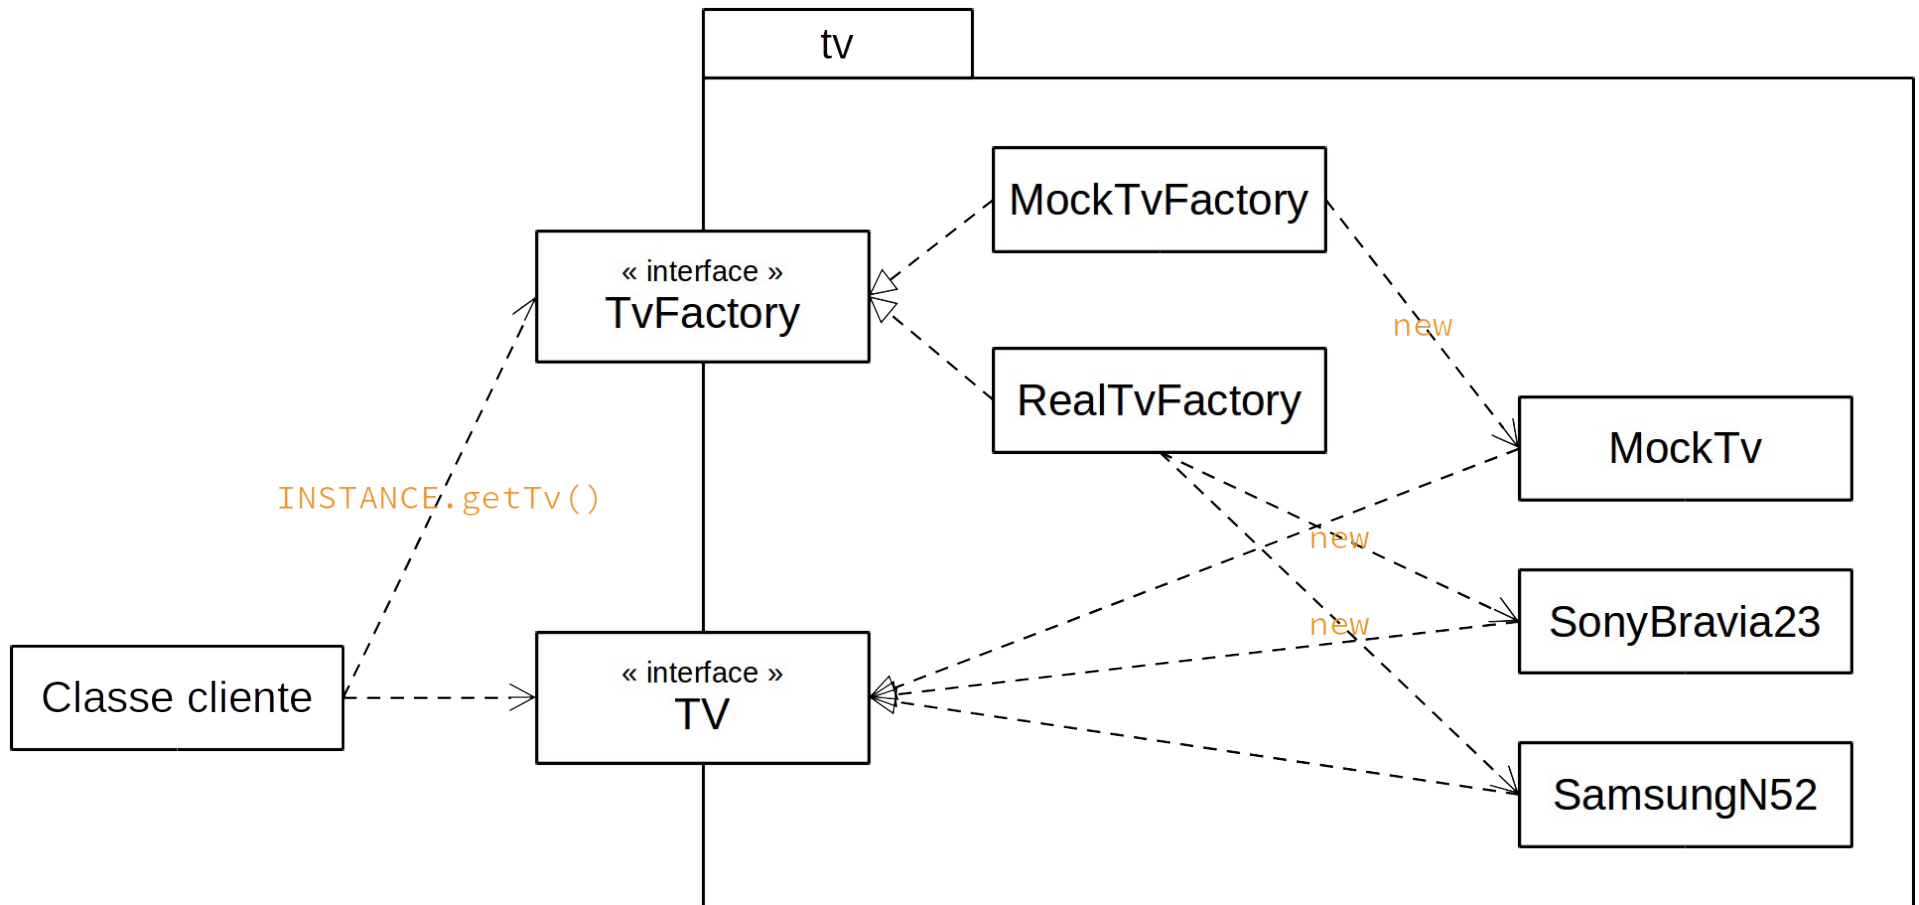 tv
MockTvFactory
« interface »
TvFactory
new
RealTvFactory
MockTv
INSTANCE.getTv()
new
SonyBravia23
new
Classe cliente
« interface »
TV
SamsungN52